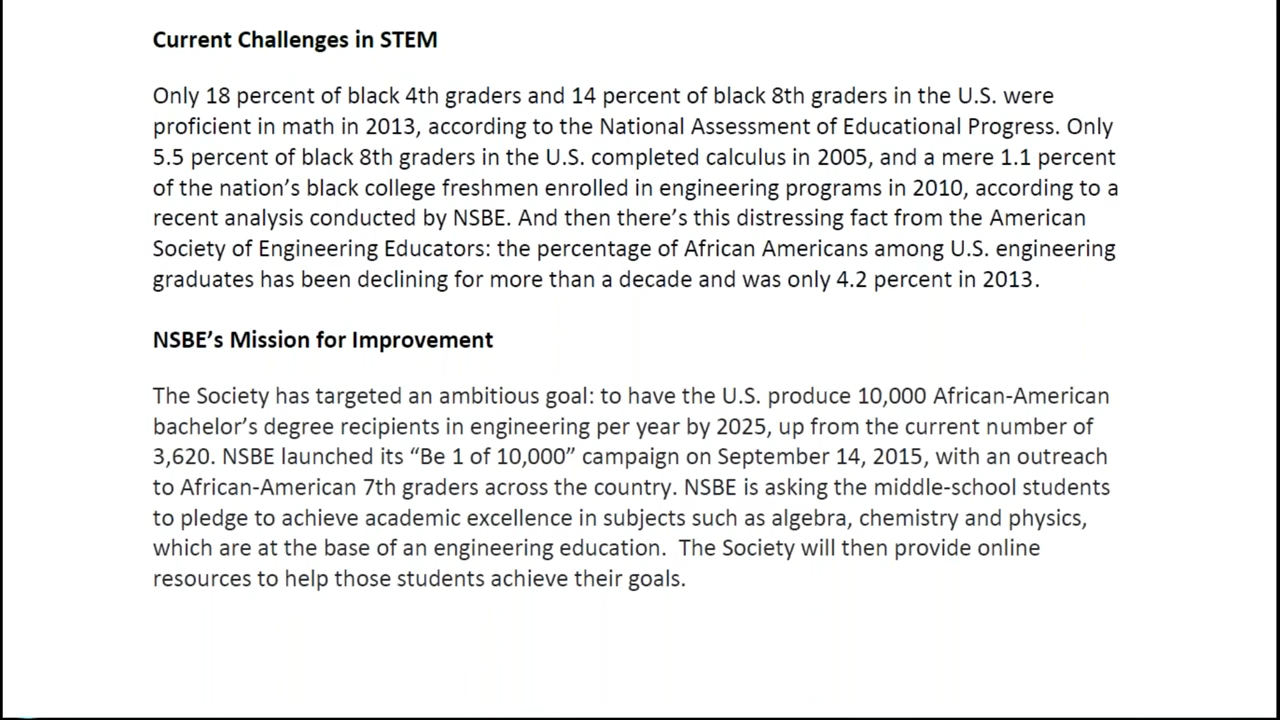 Current Challenges in STEM
Only 18 percent of black 4th graders and 14 percent of black 8th graders in the U.S. were
proficient in math in 2013, according to the National Assessment of Educational Progress. Only
5.5 percent of black 8th graders in the U.S. completed calculus in 2005, and a mere 1.1 percent
of the nation’s black college freshmen enrolled in engineering programs in 2010, according to a
recent analysis conducted by NSBE. And then there’s this distressing fact from the American
Society of Engineering Educators: the percentage of African Americans among U.S. engineering
graduates has been declining for more than a decade and was only 4.2 percent in 2013.
NSBE’s Mission for Improvement
The Society has targeted an ambitious goal: to have the U.S. produce 10,000 African-American
bachelor’s degree recipients in engineering per year by 2025, up from the current number of
3,620. NSBE launched its “Be 1 of 10,000” campaign on September 14, 2015, with an outreach
to African-American 7th graders across the country. NSBE is asking the middle-school students
to pledge to achieve academic excellence in subjects such as algebra, chemistry and physics,
which are at the base of an engineering education.  The Society will then provide online
resources to help those students achieve their goals.